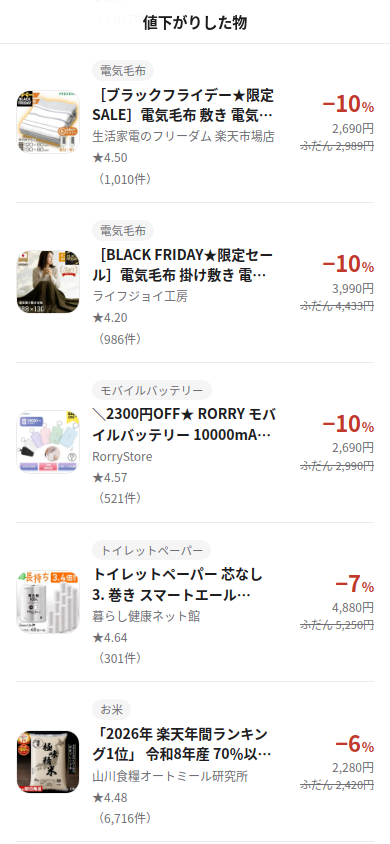 値下がりした物
電気毛布
［ブラックフライデー★限定
SALE］電気毛布 敷き 電気…
生活家電のフリーダム 楽天市場店
★4.50
（1,010件）
−10%
2,690円
ふだん 2,989円
電気毛布
［BLACK FRIDAY★限定セー
ル］電気毛布 掛け敷き 電…
ライフジョイ工房
★4.20
（986件）
−10%
3,990円
ふだん 4,433円
モバイルバッテリー
＼2300円OFF★ RORRY モバ
イルバッテリー 10000mA…
RorryStore
★4.57
（521件）
−10%
2,690円
ふだん 2,990円
トイレットペーパー
長持ち 3.4倍
トイレットペーパー 芯なし
3. 巻き スマートエール…
暮らし健康ネット館
★4.64
（301件）
−7%
4,880円
ふだん 5,250円
お米
「2026年 楽天年間ランキン
グ1位」 令和8年産 70%以…
山川食糧オートミール研究所
★4.48
（6,716件）
−6%
2,280円
ふだん 2,420円